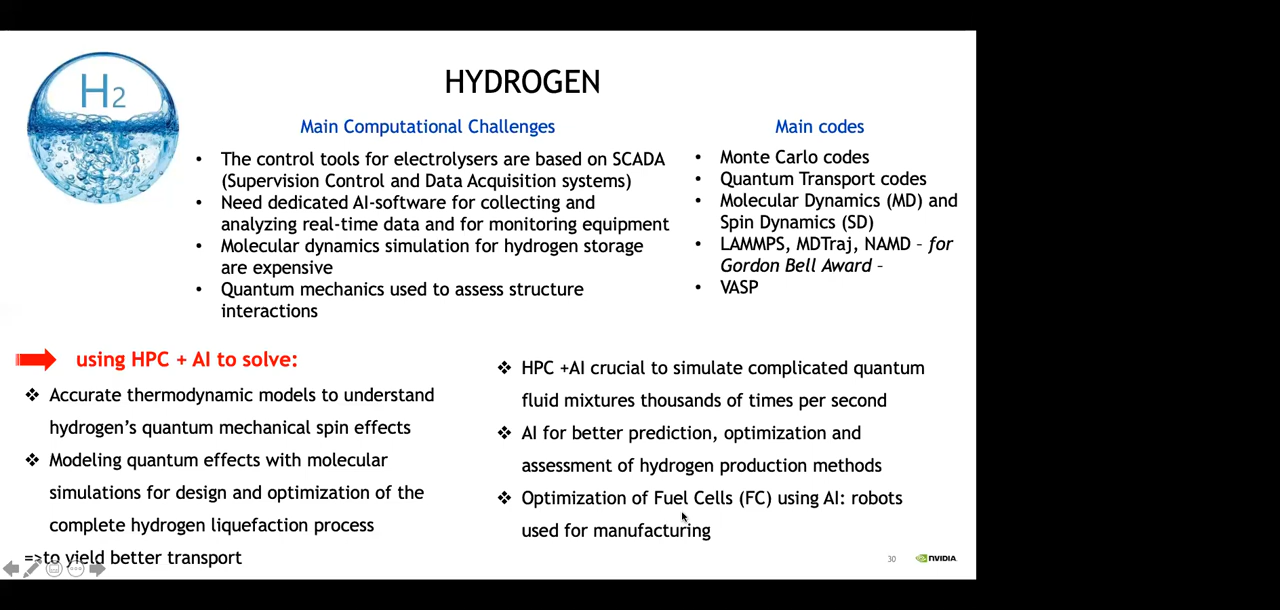 H2
HYDROGEN
Main Computational Challenges
• The control tools for electrolysers are based on SCADA
(Supervision Control and Data Acquisition systems)
• Need dedicated AI-software for collecting and
analyzing real-time data and for monitoring equipment
• Molecular dynamics simulation for hydrogen storage
are expensive
• Quantum mechanics used to assess structure
interactions
Main codes
• Monte Carlo codes
• Quantum Transport codes
• Molecular Dynamics (MD) and
Spin Dynamics (SD)
• LAMMPS, MDTraj, NAMD – for
Gordon Bell Award –
• VASP
using HPC + AI to solve:
❖ Accurate thermodynamic models to understand
hydrogen’s quantum mechanical spin effects
❖ Modeling quantum effects with molecular
simulations for design and optimization of the
complete hydrogen liquefaction process
=>to yield better transport
❖ HPC +AI crucial to simulate complicated quantum
fluid mixtures thousands of times per second
❖ AI for better prediction, optimization and
assessment of hydrogen production methods
❖ Optimization of Fuel Cells (FC) using AI: robots
used for manufacturing
30
NVIDIA